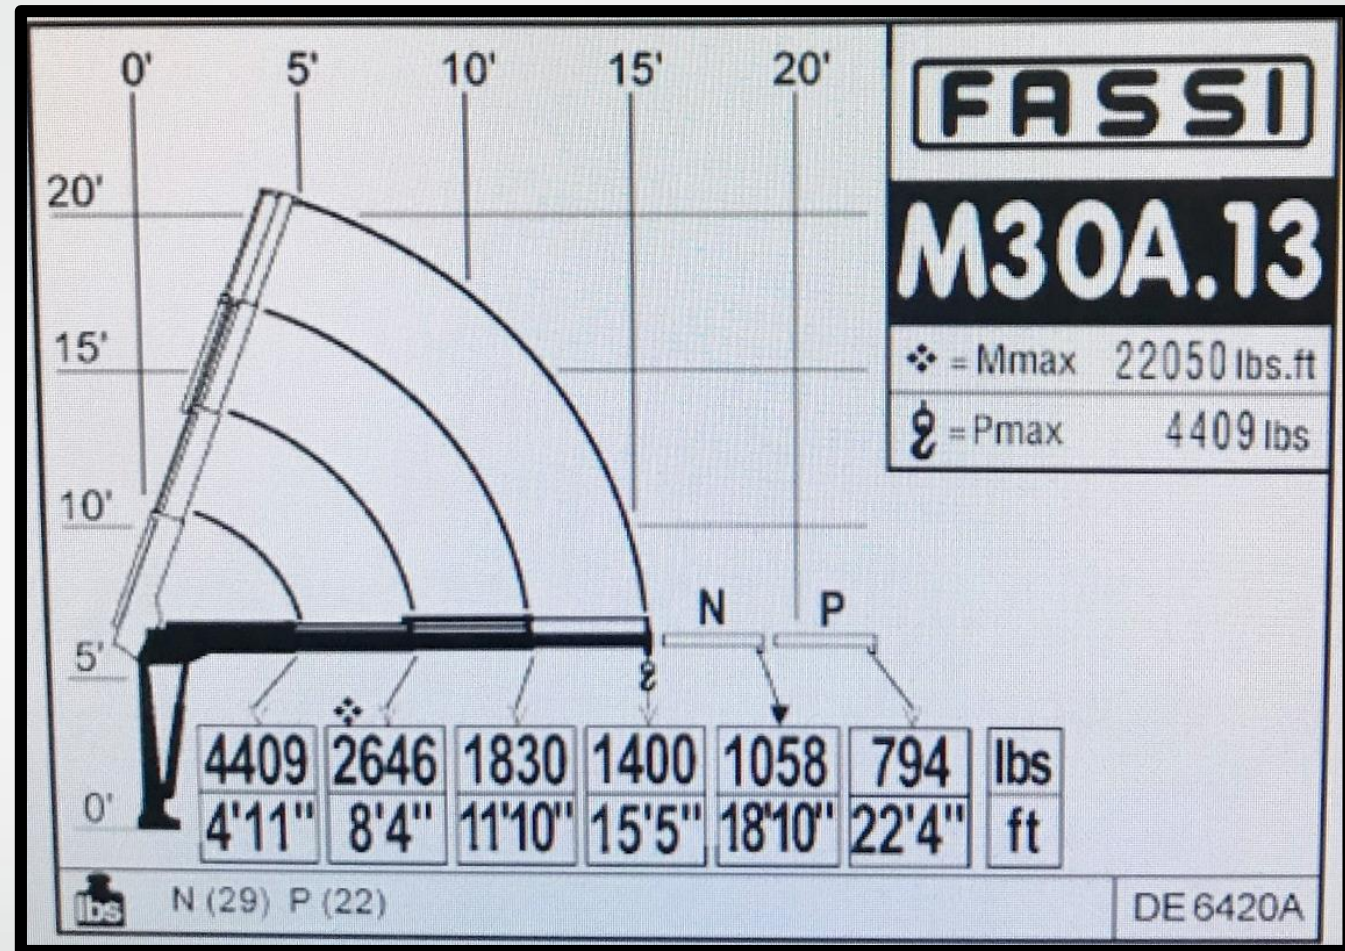 0' 5' 10' 15' 20'
FASSI
20'
M30A.13
15'
= Mmax 22050 lbs.ft
= Pmax 4409 lbs
10'
N P
5'
4409 2646 1830 1400 1058 794 lbs
0'
4'11" 8'4" 11'10" 15'5" 18'10" 22'4" ft
lbs N (29) P (22)
DE 6420A